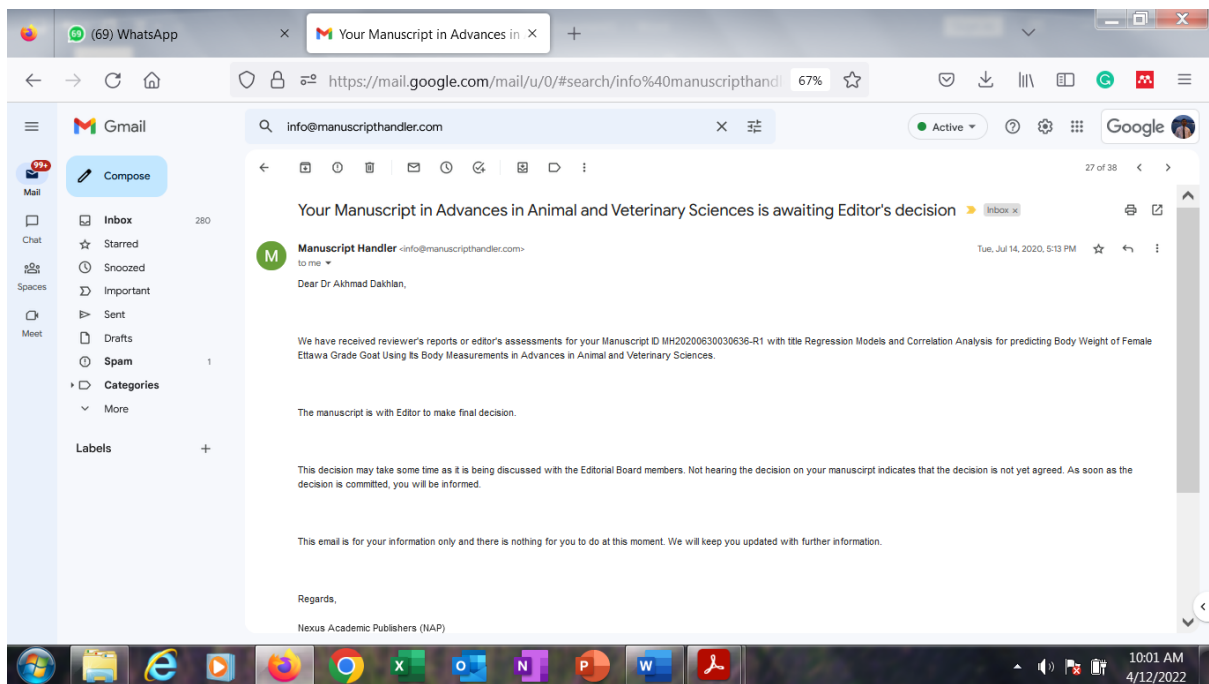 (69) WhatsApp
Your Manuscript in Advances in
https://mail.google.com/mail/u/0/#search/info%40manuscripthandl
67%
Gmail
info@manuscripthandler.com
Active
Google
99+
Mail
Compose
27 of 38
Your Manuscript in Advances in Animal and Veterinary Sciences is awaiting Editor's decision
Inbox x
Inbox 280
Chat
Starred
M
Manuscript Handler <info@manuscripthandler.com>
Tue, Jul 14, 2020, 5:13 PM
to me
Snoozed
Spaces
Dear Dr Akhmad Dakhlan,
Important
Sent
Meet
Drafts
We have received reviewer's reports or editor's assessments for your Manuscript ID MH20200630030636-R1 with title Regression Models and Correlation Analysis for predicting Body Weight of Female
Ettawa Grade Goat Using Its Body Measurements in Advances in Animal and Veterinary Sciences.
Spam 1
Categories
More
The manuscript is with Editor to make final decision.
Labels +
This decision may take some time as it is being discussed with the Editorial Board members. Not hearing the decision on your manuscirpt indicates that the decision is not yet agreed. As soon as the
decision is committed, you will be informed.
This email is for your information only and there is nothing for you to do at this moment. We will keep you updated with further information.
Regards,
Nexus Academic Publishers (NAP)
10:01 AM
4/12/2022